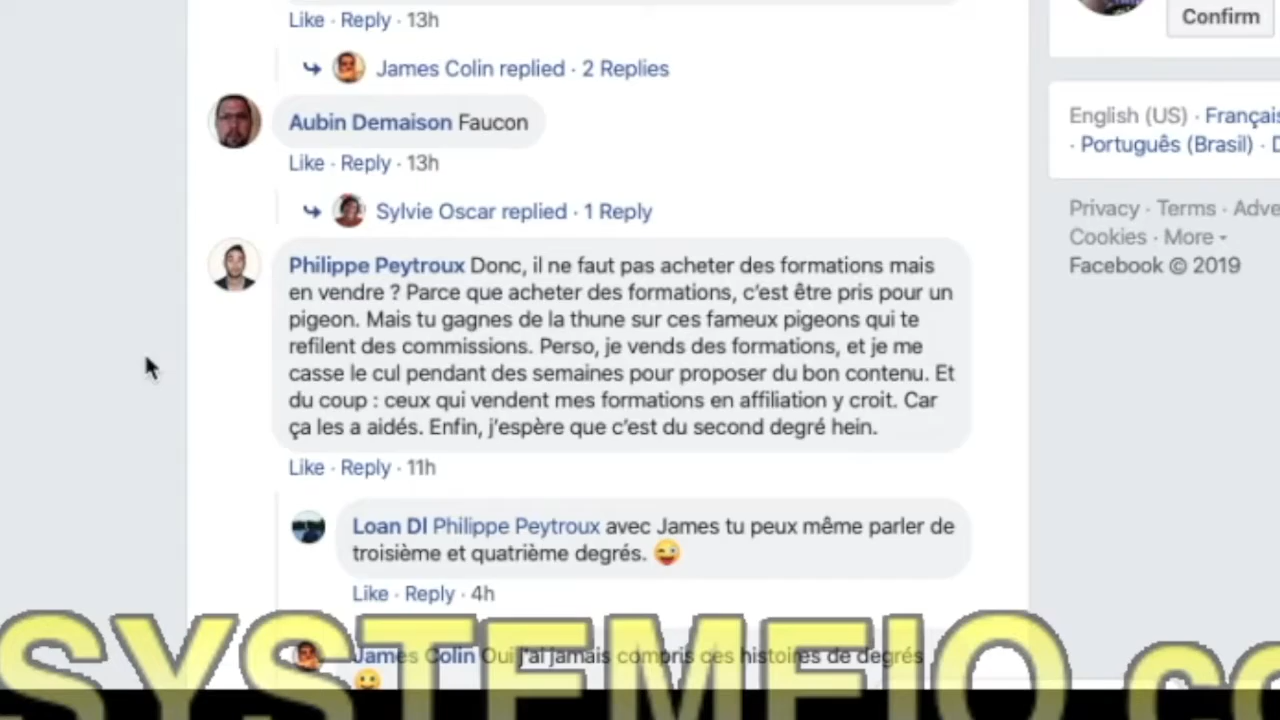 Like · Reply · 13h
Confirm
James Colin replied · 2 Replies
Aubin Demaison Faucon
Like · Reply · 13h
Sylvie Oscar replied · 1 Reply
Philippe Peytroux Donc, il ne faut pas acheter des formations mais
en vendre ? Parce que acheter des formations, c'est être pris pour un
pigeon. Mais tu gagnes de la thune sur ces fameux pigeons qui te
refilent des commissions. Perso, je vends des formations, et je me
casse le cul pendant des semaines pour proposer du bon contenu. Et
du coup : ceux qui vendent mes formations en affiliation y croit. Car
ça les a aidés. Enfin, j'espère que c'est du second degré hein.
Like · Reply · 11h
Loan Dl Philippe Peytroux avec James tu peux même parler de
troisième et quatrième degrés. 😜
Like · Reply · 4h
James Colin Oui j'ai jamais compris ces histoires de degrés
🙂
SYSTEMEIO co
English (US) · Français
· Português (Brasil) · D
Privacy · Terms · Adve
Cookies · More
Facebook © 2019